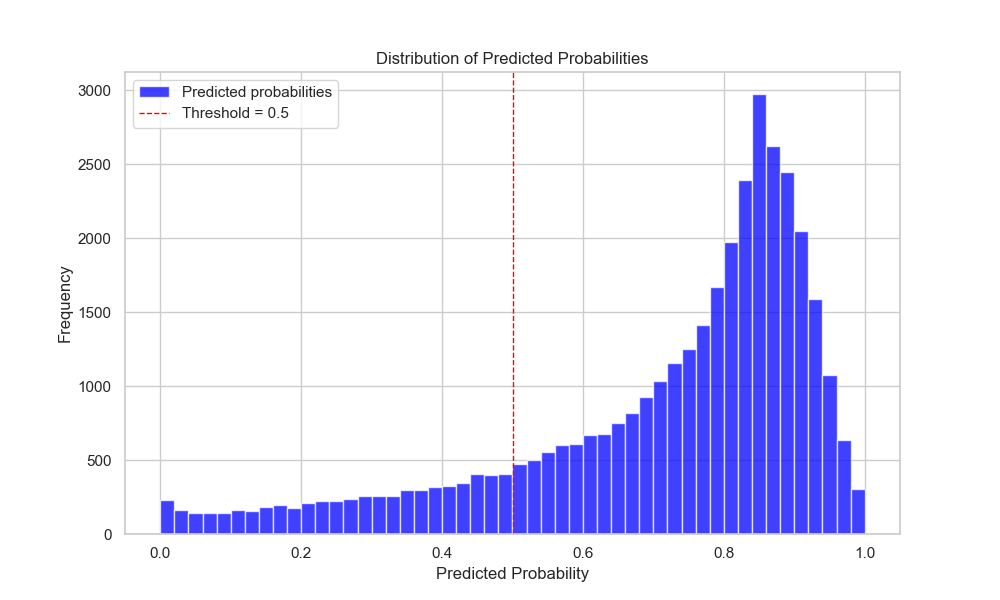 Distribution of Predicted Probabilities
Predicted probabilities
Threshold = 0.5
3000
2500
2000
1500
1000
500
0
Frequency
0.0 0.2 0.4 0.6 0.8 1.0
Predicted Probability